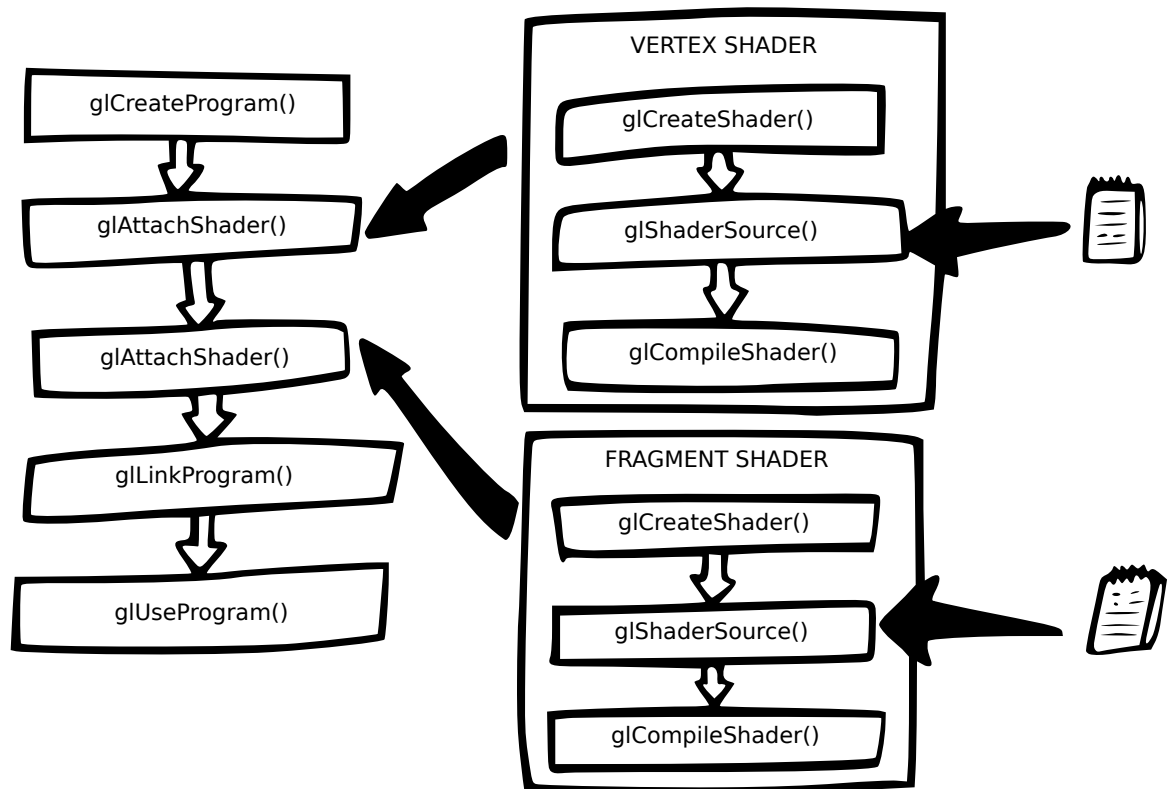 glCreateProgram()
glAttachShader()
glAttachShader()
glLinkProgram()
glUseProgram()
VERTEX SHADER
glCreateShader()
glShaderSource()
glCompileShader()
FRAGMENT SHADER
glCreateShader()
glShaderSource()
glCompileShader()